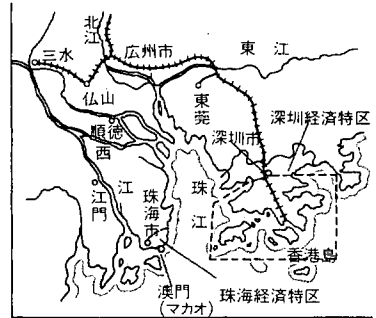 北江
三水
広州市
東江
仏山
東莞
順徳
深圳市
深圳経済特区
西江
江門
珠海市
珠江
香港島
珠海経済特区
澳門
(マカオ)